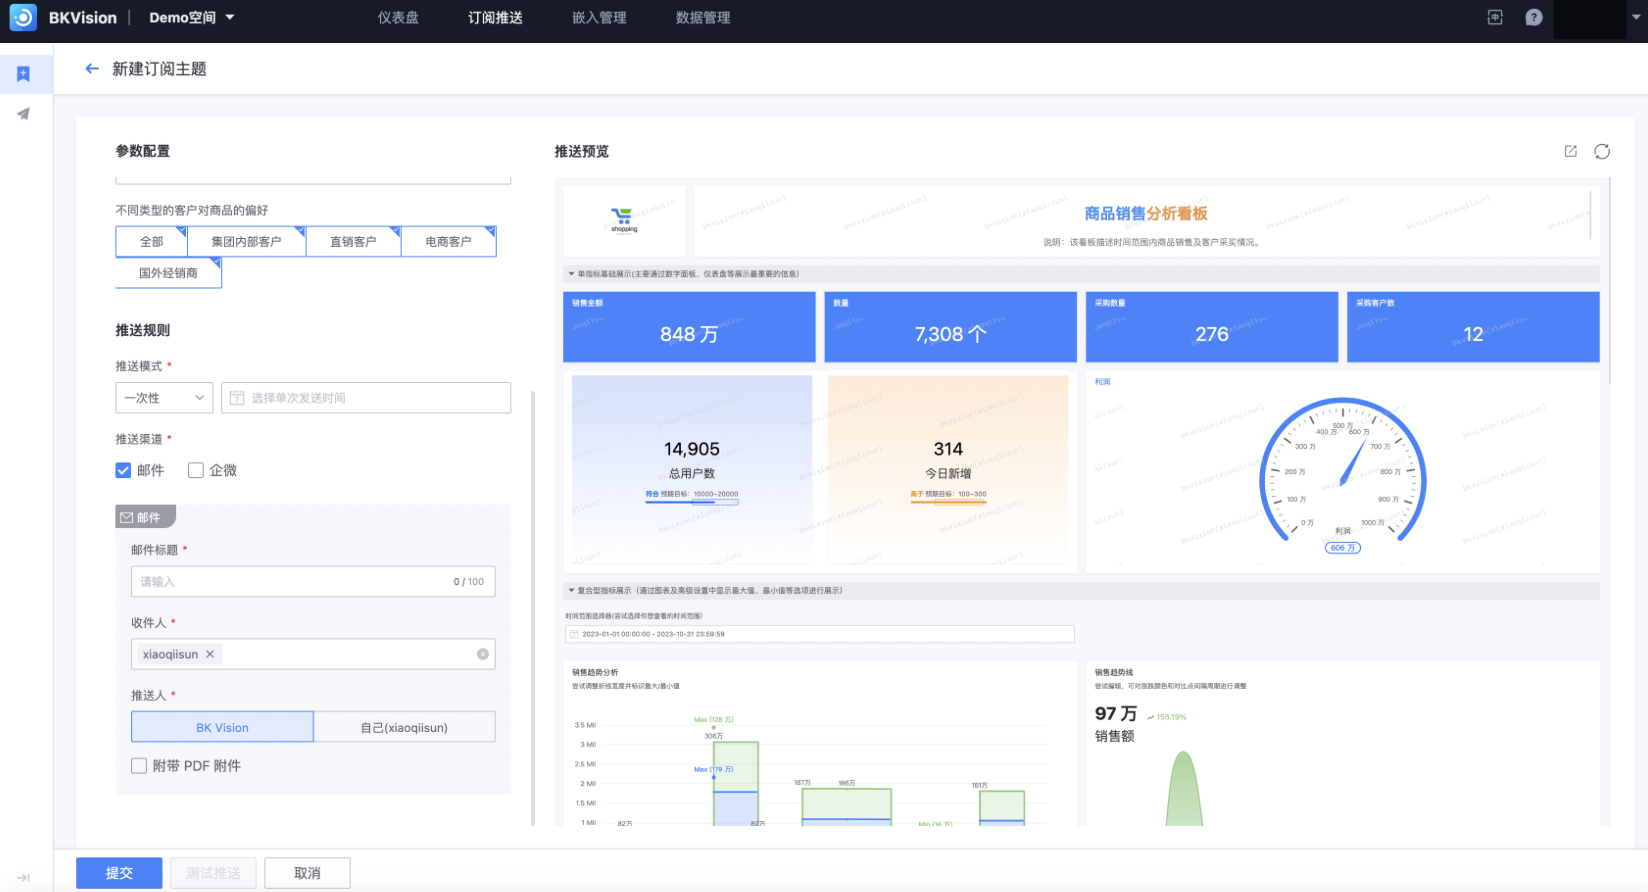 BKVision
Demo空间
仪表盘
订阅推送
嵌入管理
数据管理
新建订阅主题
参数配置
不同类型的客户对商品的偏好
全部
集团内部客户
直销客户
电商客户
国外经销商
推送规则
推送模式 *
一次性
选择单次发送时间
推送渠道 *
邮件
企微
邮件
邮件标题 *
请输入
0 / 100
收件人 *
xiaoqiisun
推送人 *
BK Vision
自己(xiaoqiisun)
附带 PDF 附件
提交
测试推送
取消
推送预览
shopping
商品销售分析看板
说明：该看板描述时间范围内商品销售及客户采买情况。
单指标基础展示(主要通过数字面板、仪表盘等展示最重要的信息)
销售金额
848 万
数量
7,308 个
采购数量
276
采购客户数
12
14,905
总用户数
符合 预期目标：10000~20000
314
今日新增
高于 预期目标：100~300
利润
0 万
100 万
200 万
300 万
400 万
500 万
600 万
700 万
800 万
900 万
1000 万
利润
606 万
复合型指标展示（通过图表及高级设置中显示最大值、最小值等选项进行展示）
时间范围选择器(尝试选择你想查看的时间范围)
2023-01-01 00:00:00 - 2023-10-31 23:59:59
销售趋势分析
尝试调整折线宽度并标识最大/最小值
3.5 Mil
3 Mil
2.5 Mil
2 Mil
1.5 Mil
1 Mil
Max (128 万)
306万
Max (179 万)
82万
82万
187万
186万
Min (16 万)
181万
销售趋势线
尝试编辑，可对涨跌颜色和对比点间隔周期进行调整
97 万
155.19%
销售额